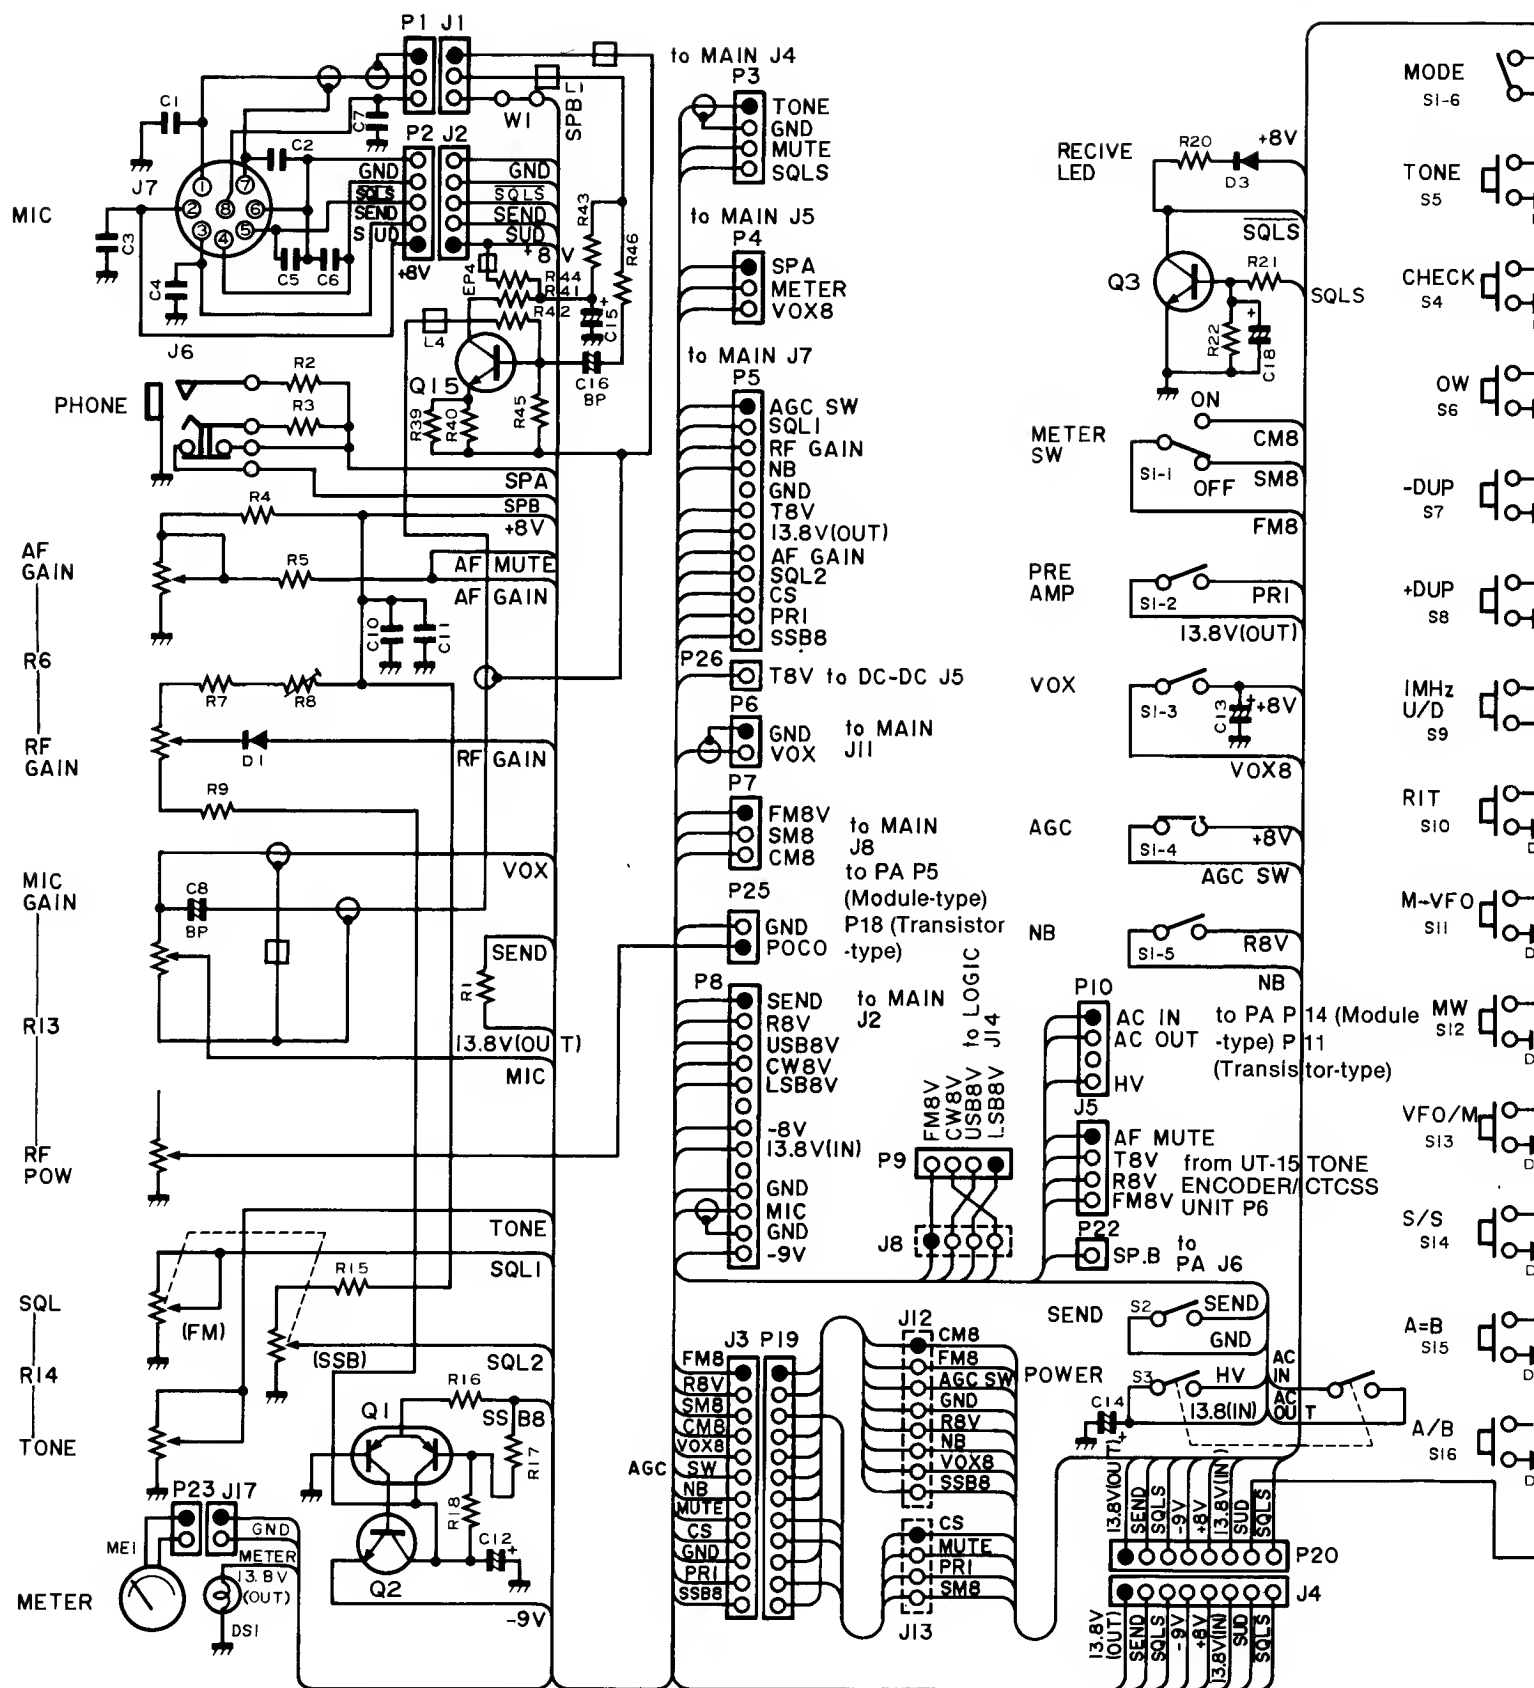 P1 J1
to MAIN J4
P3
TONE
GND
MUTE
SQLS
C1
C7
L1
W1
SPB
P2 J2
C2
GND
SQLS
SEND
SUD
+8V
GND
SQLS
SEND
SUD
+8V
J7
1
7
2
8
6
3
4
5
MIC
C3
C4
C5
C6
EP4
R44
R41
R42
R43
R46
C15
+
L4
Q15
C16
BP
R39
R40
R45
J6
PHONE
R2
R3
SPA
SPB
+8V
R4
AF
GAIN
R5
AF MUTE
AF GAIN
C10
C11
R6
R7
R8
RF
GAIN
D1
RF GAIN
R9
VOX
MIC
GAIN
C8
BP
SEND
R1
13.8V(OUT)
MIC
R13
RF
POW
TONE
SQL1
R15
SQL
(FM)
(SSB)
SQL2
R14
TONE
R16
Q1
SSB8
R17
R18
C12
+
Q2
-9V
P23 J17
GND
METER
13.8V
(OUT)
ME1
METER
DS1
to MAIN J5
P4
SPA
METER
VOX8
to MAIN J7
P5
AGC SW
SQL1
RF GAIN
NB
GND
T8V
13.8V(OUT)
AF GAIN
SQL2
CS
PRI
SSB8
P26
T8V to DC-DC J5
P6
GND
VOX
to MAIN
J11
P7
FM8V
SM8
CM8
to MAIN
J8
to PA P5
(Module-type)
P18 (Transistor
-type)
P25
GND
POCO
P8
SEND
R8V
USB8V
CW8V
LSB8V
-8V
13.8V(IN)
GND
MIC
GND
-9V
to MAIN
J2
to LOGIC
J14
FM8V
CW8V
USB8V
LSB8V
P9
J8
J3 P19
FM8
R8V
SM8
CM8
VOX8
AGC SW
NB
MUTE
CS
GND
PRI
SSB8
J12
CM8
FM8
AGC SW
GND
R8V
NB
VOX8
SSB8
CS
MUTE
PRI
SM8
J13
RECIVE
LED
R20
D3
+8V
SQLS
Q3
R21
SQLS
R22
C18
+
METER
SW
ON
CM8
S1-1
OFF
SM8
FM8
PRE
AMP
S1-2
PRI
13.8V(OUT)
VOX
S1-3
C13
+
+8V
VOX8
AGC
S1-4
+8V
AGC SW
NB
S1-5
R8V
NB
P10
AC IN
AC OUT
HV
to PA P 14 (Module
-type) P 11
(Transistor-type)
J5
AF MUTE
T8V
R8V
FM8V
from UT-15 TONE
ENCODER/CTCSS
UNIT P6
P22
SP.B
to
PA J6
SEND
S2
SEND
GND
POWER
S3
HV
13.8(IN)
C14
+
AC
IN
AC
OUT
13.8V(OUT)
SEND
SQLS
-9V
+8V
13.8V(IN)
SUD
SQLS
P20
J4
13.8V
(OUT)
SEND
SQLS
-9V
+8V
13.8V(IN)
SUD
SQLS
MODE
S1-6
TONE
S5
CHECK
S4
OW
S6
-DUP
S7
+DUP
S8
1MHz
U/D
S9
RIT
S10
M→VFO
S11
MW
S12
VFO/M
S13
S/S
S14
A=B
S15
A/B
S16